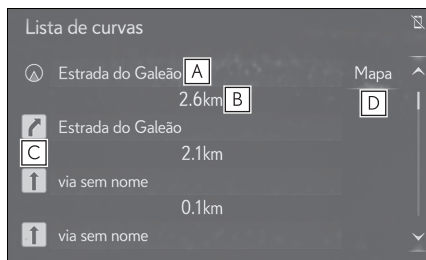 Lista de curvas
Estrada do Galeão A Mapa
2.6km B D
Estrada do Galeão
C 2.1km
via sem nome
0.1km
via sem nome